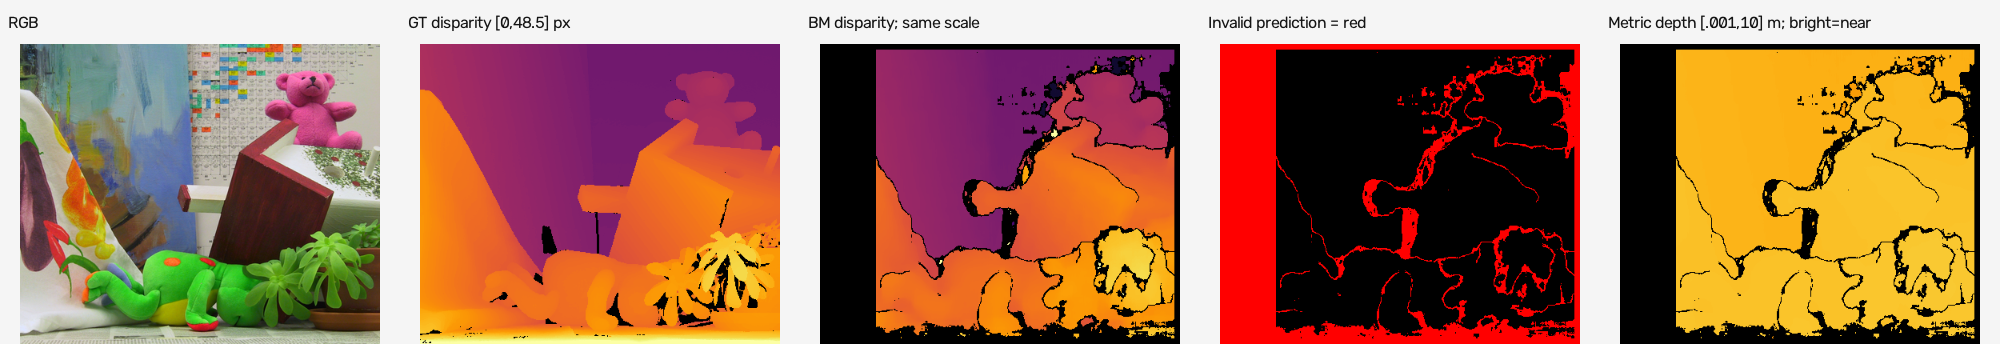 RGB
GT disparity [0,48.5] px
BM disparity; same scale
Invalid prediction = red
Metric depth [.001,10] m; bright=near